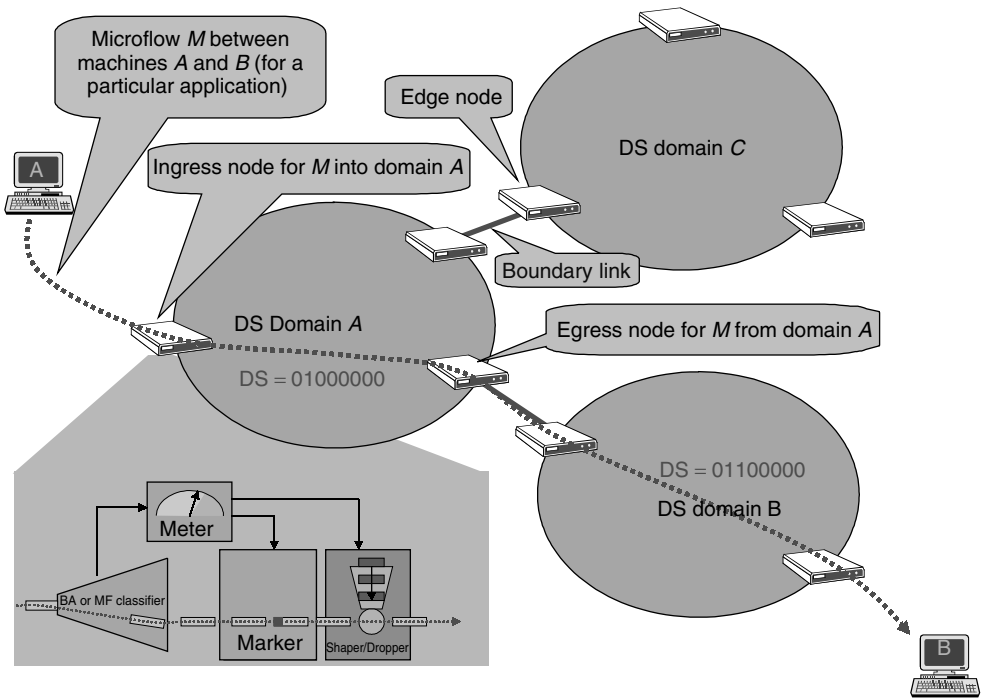 Microflow M between
machines A and B (for a
particular application)
Edge node
DS domain C
A
Ingress node for M into domain A
Boundary link
DS Domain A
Egress node for M from domain A
DS = 01000000
DS = 01100000
DS domain B
Meter
BA or MF classifier
Marker
Shaper/Dropper
B